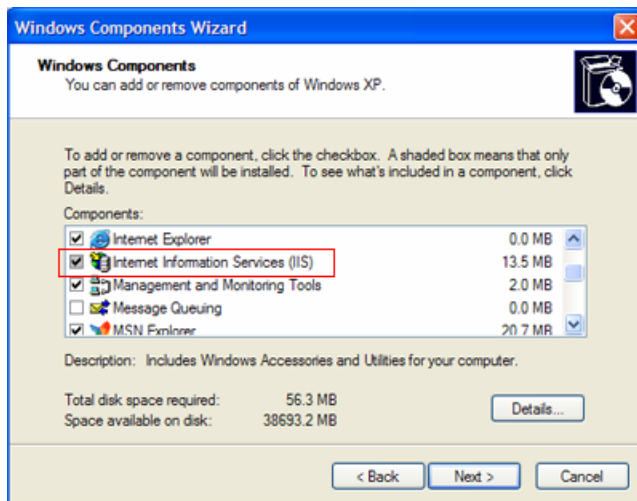 Windows Components Wizard
Windows Components
You can add or remove components of Windows XP.
To add or remove a component, click the checkbox. A shaded box means that only
part of the component will be installed. To see what's included in a component, click
Details.
Components:
Internet Explorer 0.0 MB
Internet Information Services (IIS) 13.5 MB
Management and Monitoring Tools 2.0 MB
Message Queuing 0.0 MB
MSN Explorer 20.7 MB
Description: Includes Windows Accessories and Utilities for your computer.
Total disk space required: 56.3 MB
Space available on disk: 38693.2 MB
Details...
< Back Next > Cancel